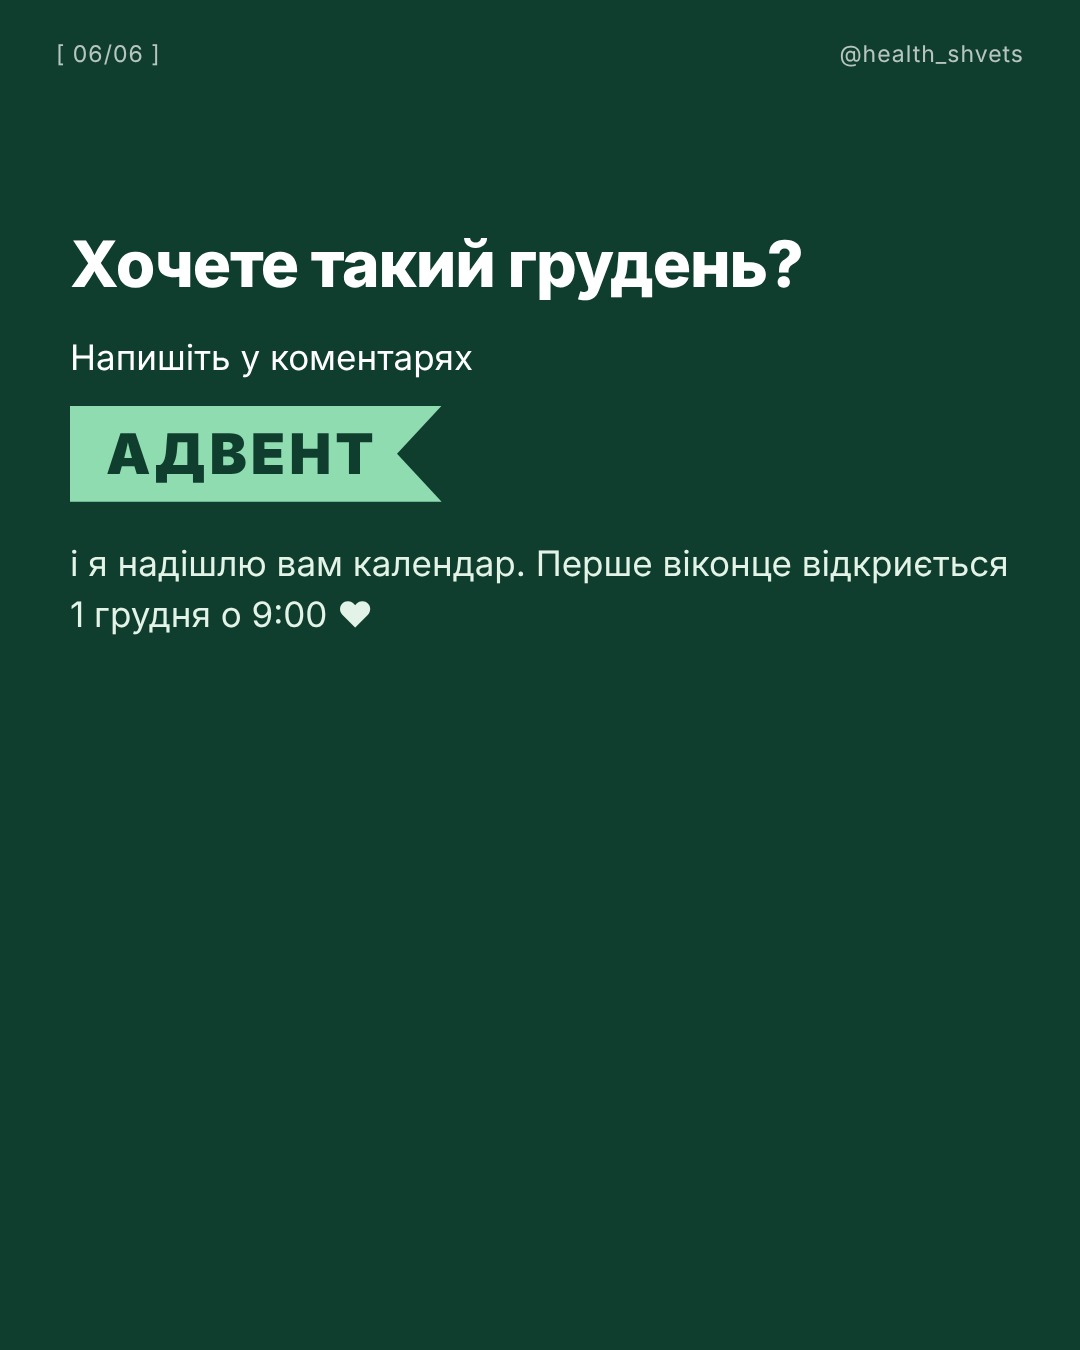 [ 06/06 ]
@health_shvets
Хочете такий грудень?
Напишіть у коментарях
АДВЕНТ
і я надішлю вам календар. Перше віконце відкриється
1 грудня о 9:00 ♥